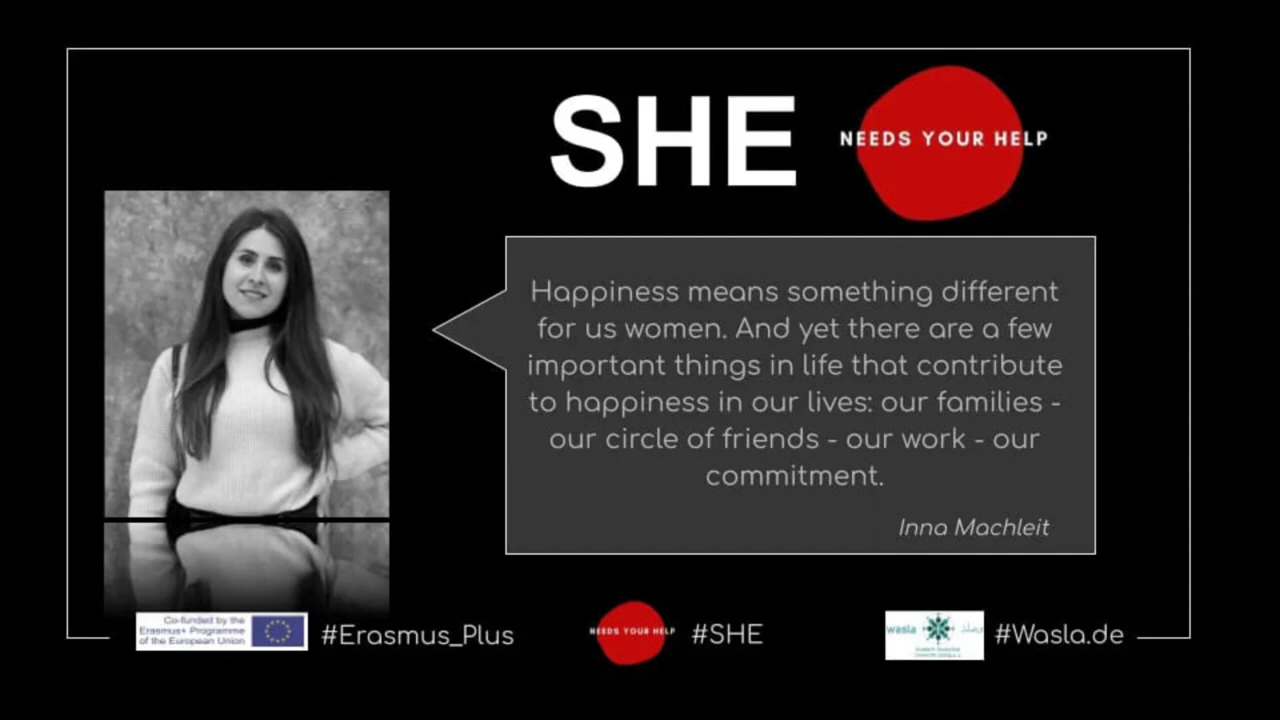 SHE
NEEDS YOUR HELP
Happiness means something different
for us women. And yet there are a few
important things in life that contribute
to happiness in our lives: our families -
our circle of friends - our work - our
commitment.
Inna Machleit
Co-funded by the
Erasmus+ Programme
of the European Union
#Erasmus_Plus
NEEDS YOUR HELP
#SHE
wasla
#Wasla.de